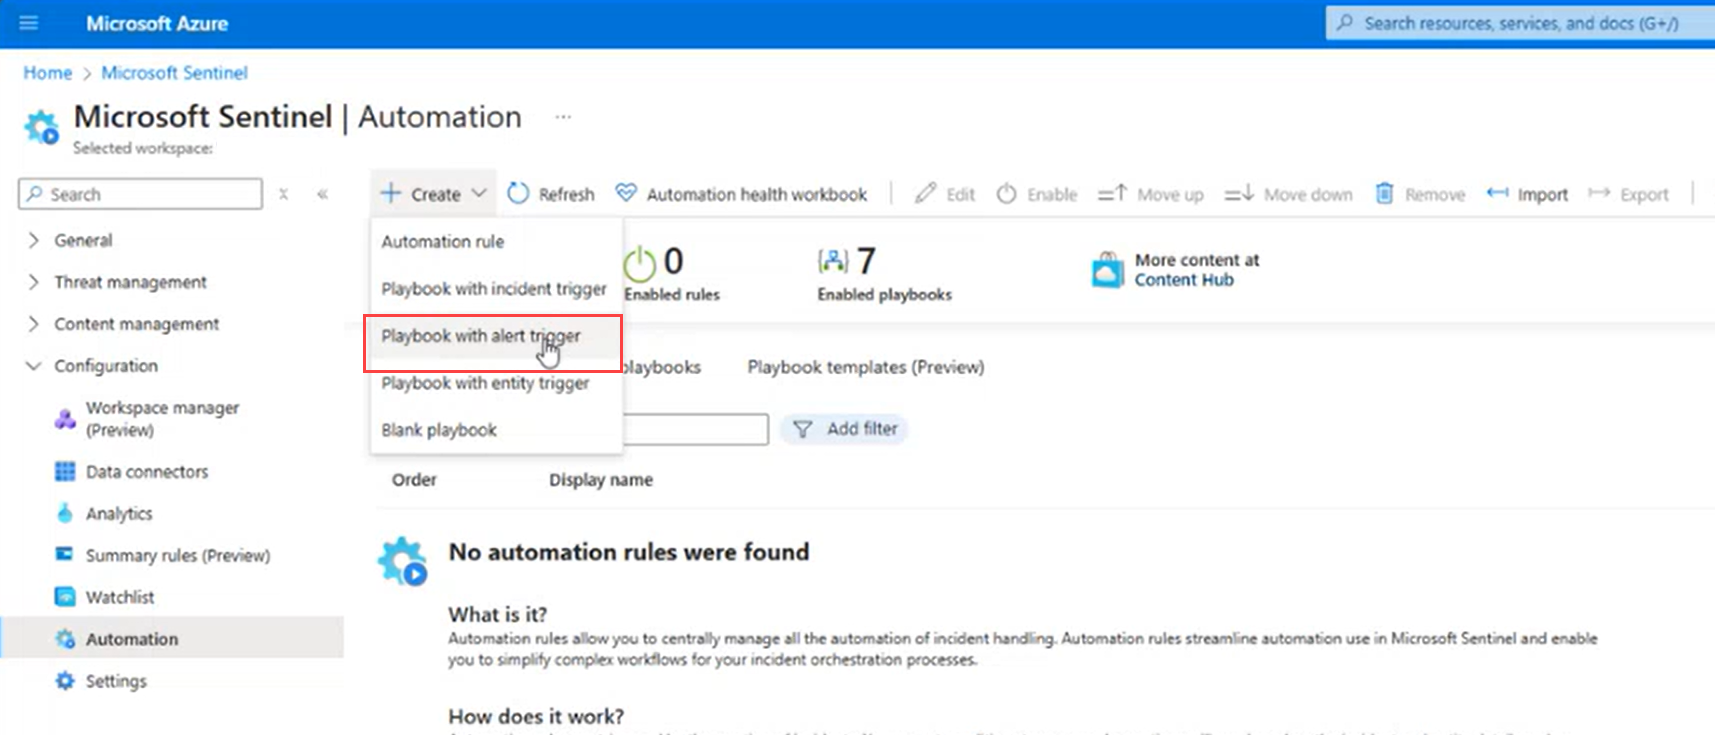 Microsoft Azure
Search resources, services, and docs (G+/)
Home > Microsoft Sentinel
Microsoft Sentinel | Automation ...
Selected workspace:
Search
General
Threat management
Content management
Configuration
Workspace manager
(Preview)
Data connectors
Analytics
Summary rules (Preview)
Watchlist
Automation
Settings
Create
Refresh
Automation health workbook
Edit
Enable
Move up
Move down
Remove
Import
Export
Automation rule
Playbook with incident trigger
Playbook with alert trigger
Playbook with entity trigger
Blank playbook
0
Enabled rules
7
Enabled playbooks
More content at
Content Hub
playbooks
Playbook templates (Preview)
Add filter
Order
Display name
No automation rules were found
What is it?
Automation rules allow you to centrally manage all the automation of incident handling. Automation rules streamline automation use in Microsoft Sentinel and enable
you to simplify complex workflows for your incident orchestration processes.
How does it work?